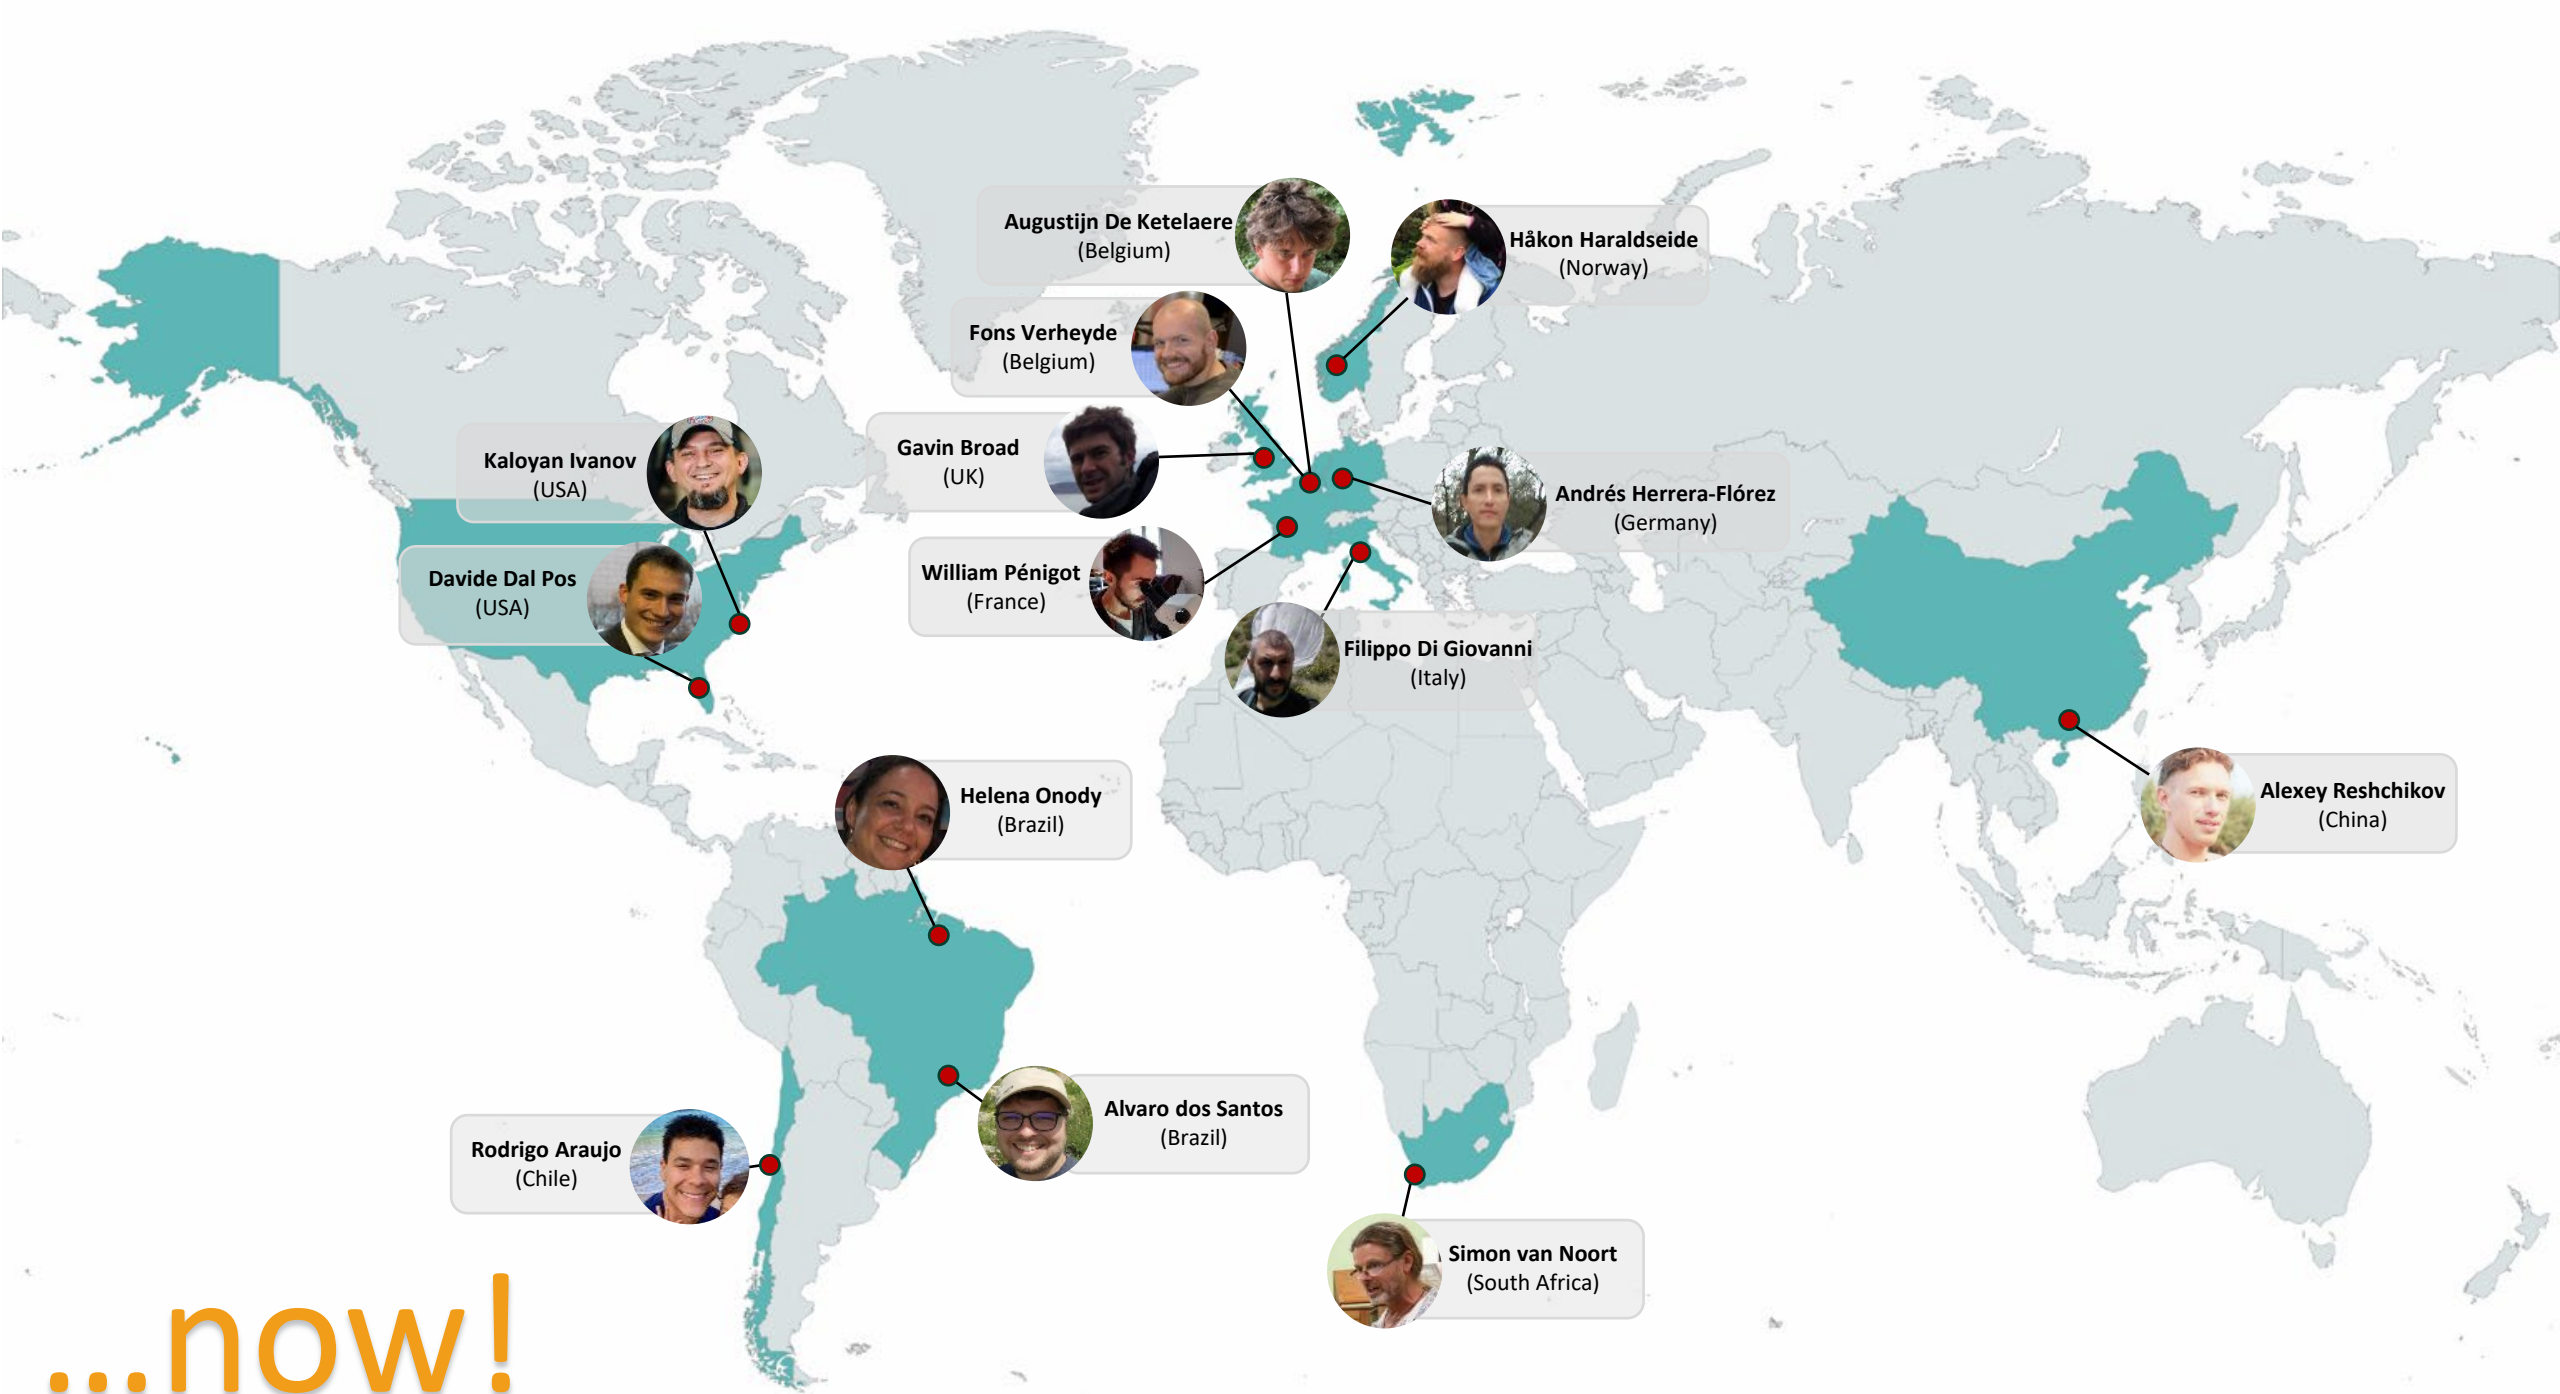 Augustijn De Ketelaere
(Belgium)
Håkon Haraldseide
(Norway)
Fons Verheyde
(Belgium)
Gavin Broad
(UK)
Kaloyan Ivanov
(USA)
Andrés Herrera-Flórez
(Germany)
Davide Dal Pos
(USA)
William Pénigot
(France)
Filippo Di Giovanni
(Italy)
Helena Onody
(Brazil)
Alexey Reshchikov
(China)
Alvaro dos Santos
(Brazil)
Rodrigo Araujo
(Chile)
Simon van Noort
(South Africa)
...now!